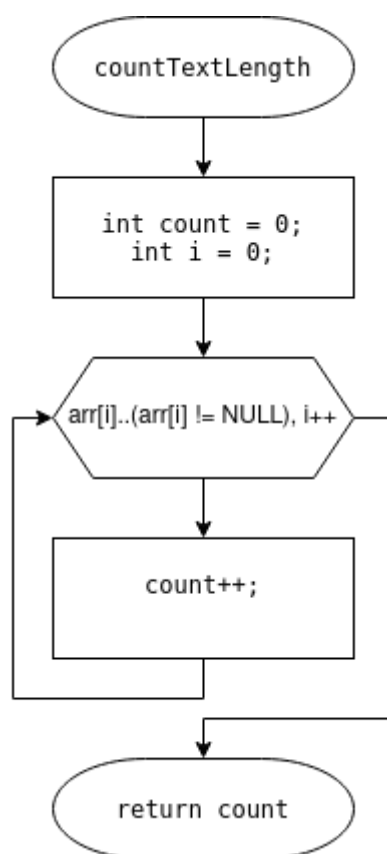 countTextLength
int count = 0;
int i = 0;
arr[i]..(arr[i] != NULL), i++
count++;
return count